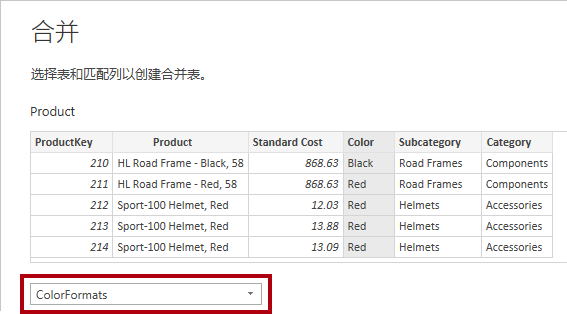 合并
选择表和匹配列以创建合并表。
Product
ProductKey Product Standard Cost Color Subcategory Category
210 HL Road Frame - Black, 58 868.63 Black Road Frames Components
211 HL Road Frame - Red, 58 868.63 Red Road Frames Components
212 Sport-100 Helmet, Red 12.03 Red Helmets Accessories
213 Sport-100 Helmet, Red 13.88 Red Helmets Accessories
214 Sport-100 Helmet, Red 13.09 Red Helmets Accessories
ColorFormats